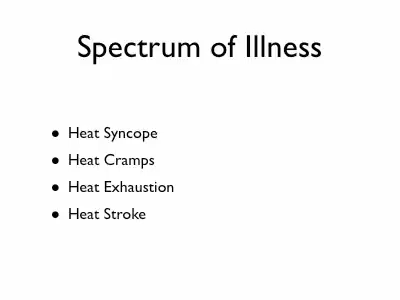 Spectrum of Illness
• Heat Syncope
• Heat Cramps
• Heat Exhaustion
• Heat Stroke